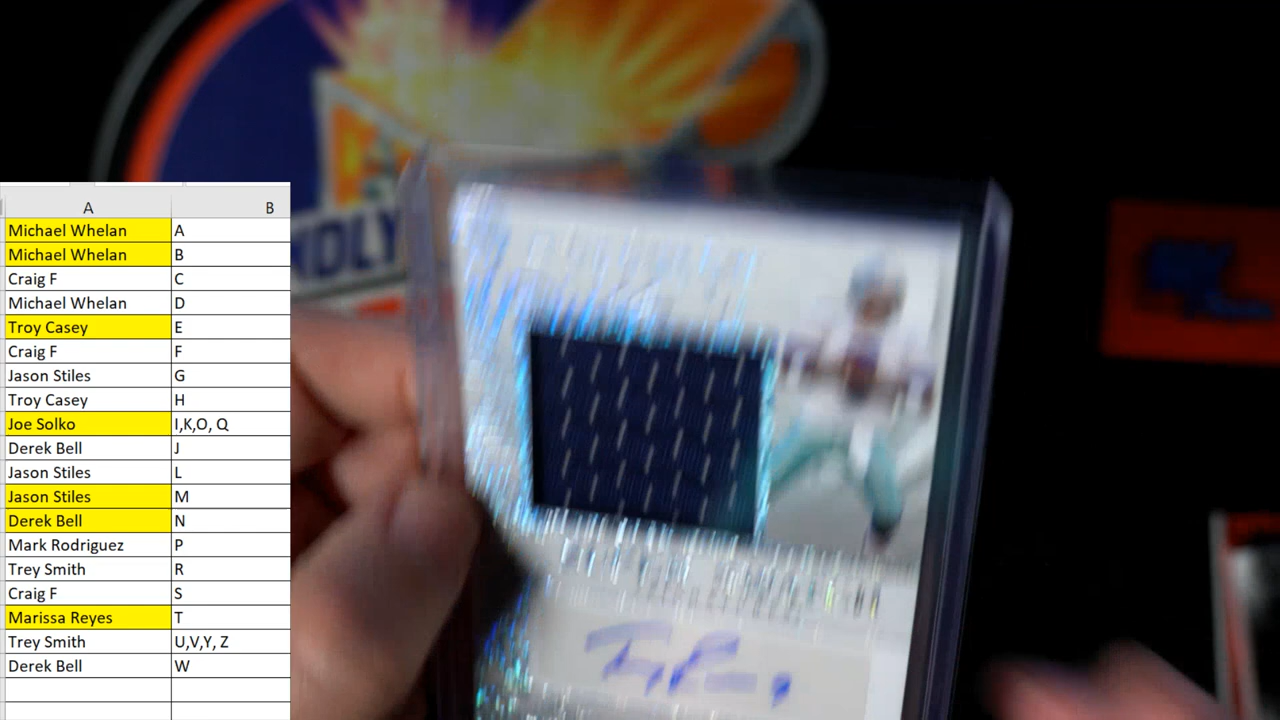 A B
Michael Whelan A
Michael Whelan B
Craig F C
Michael Whelan D
Troy Casey E
Craig F F
Jason Stiles G
Troy Casey H
Joe Solko I,K,O, Q
Derek Bell J
Jason Stiles L
Jason Stiles M
Derek Bell N
Mark Rodriguez P
Trey Smith R
Craig F S
Marissa Reyes T
Trey Smith U,V,Y, Z
Derek Bell W
NDLY